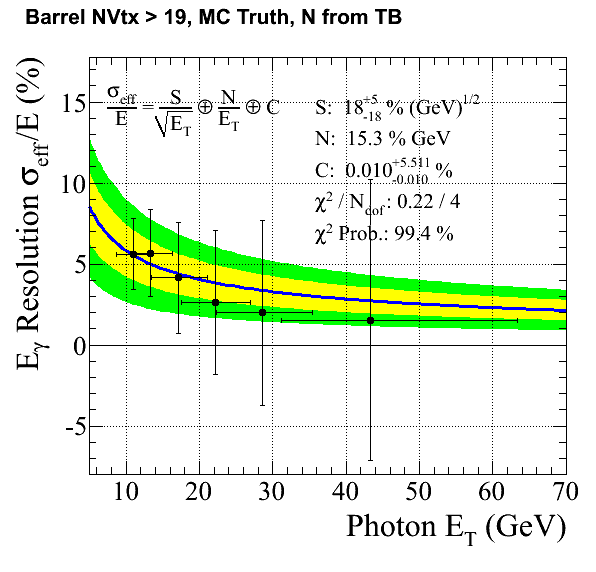 Barrel NVtx > 19, MC Truth, N from TB
σeff/E = S/√ET ⊕ N/ET ⊕ C
S: 18 +5 -18 % (GeV)^1/2
N: 15.3 % GeV
C: 0.010 +5.511 -0.010 %
χ² / Ndof: 0.22 / 4
χ² Prob.: 99.4 %
Eγ Resolution σeff/E (%)
15
10
5
0
-5
10 20 30 40 50 60 70
Photon ET (GeV)